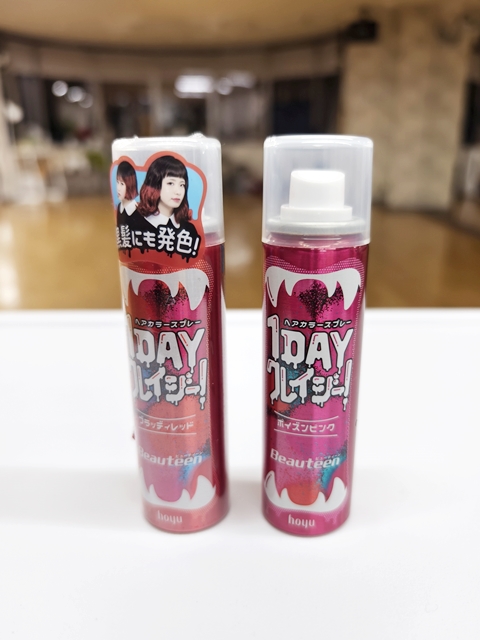 黒髪にも発色!
ヘアカラースプレー
1DAY
クレイジー!
ブラッディレッド
Beauteen
hoyu
ヘアカラースプレー
1DAY
クレイジー!
ポイズンピンク
Beauteen
hoyu